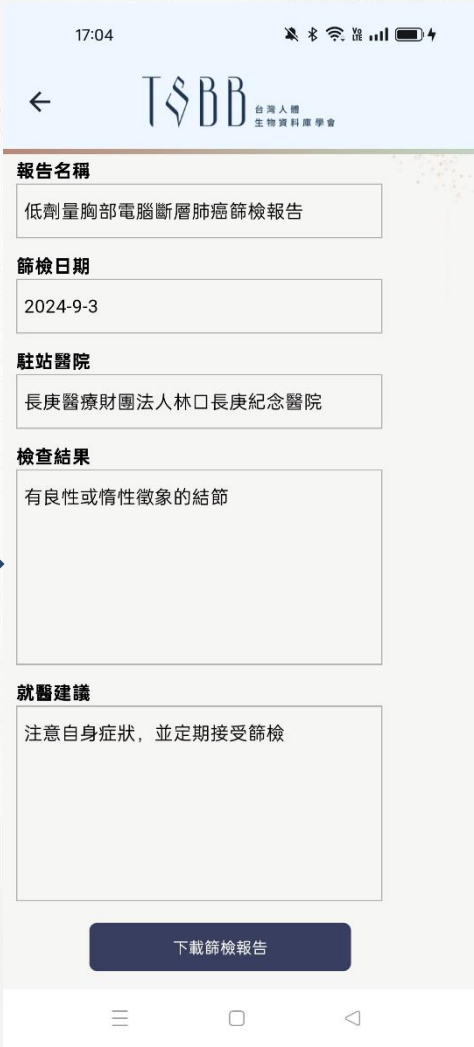 17:04
TSBB
台灣人體
生物資料庫學會
報告名稱
低劑量胸部電腦斷層肺癌篩檢報告
篩檢日期
2024-9-3
駐站醫院
長庚醫療財團法人林口長庚紀念醫院
檢查結果
有良性或惰性徵象的結節
就醫建議
注意自身症狀，並定期接受篩檢
下載篩檢報告